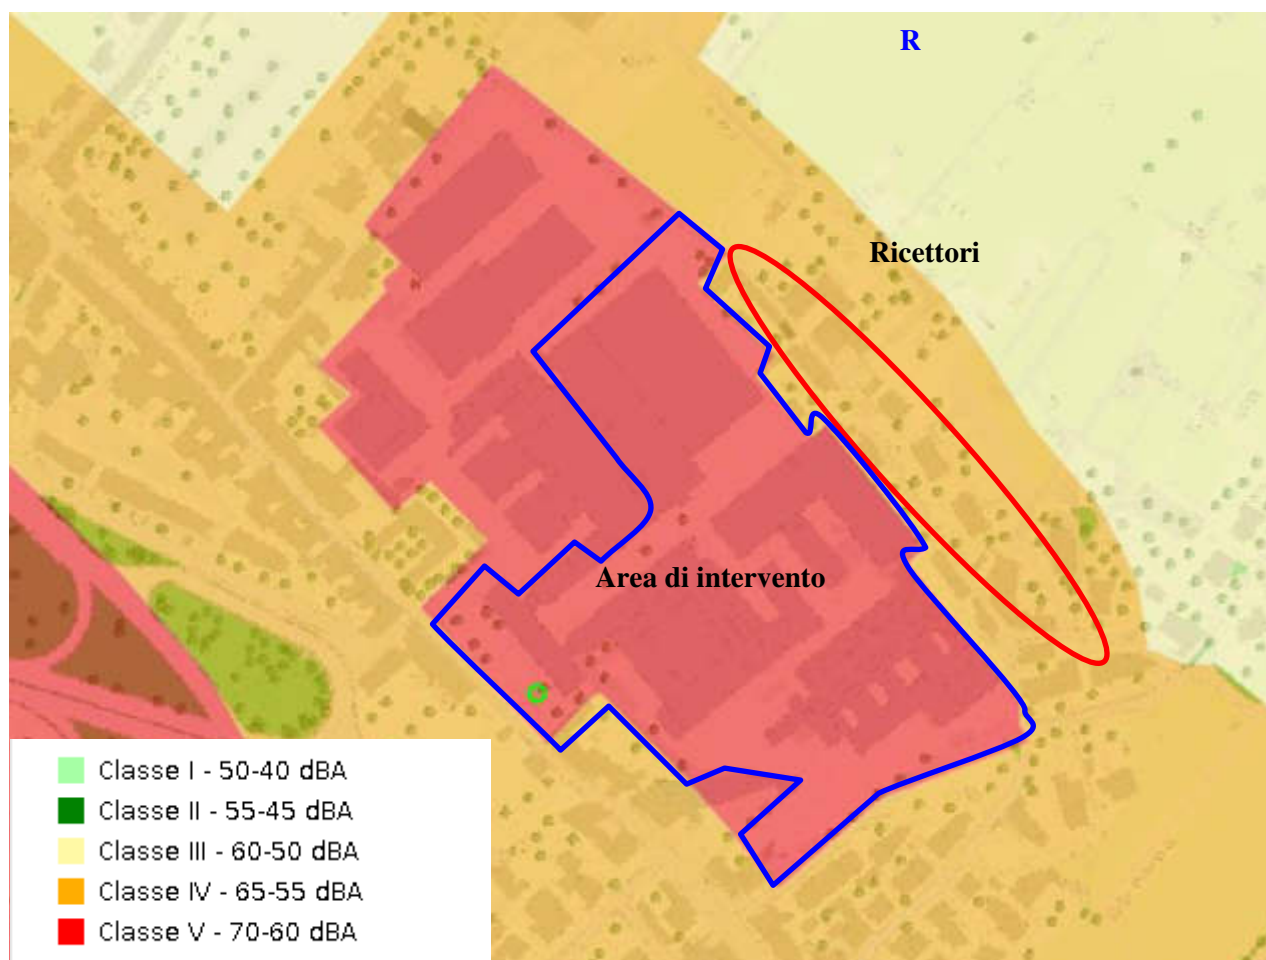 R
Ricettori
Area di intervento
Classe I - 50-40 dBA
Classe II - 55-45 dBA
Classe III - 60-50 dBA
Classe IV - 65-55 dBA
Classe V - 70-60 dBA